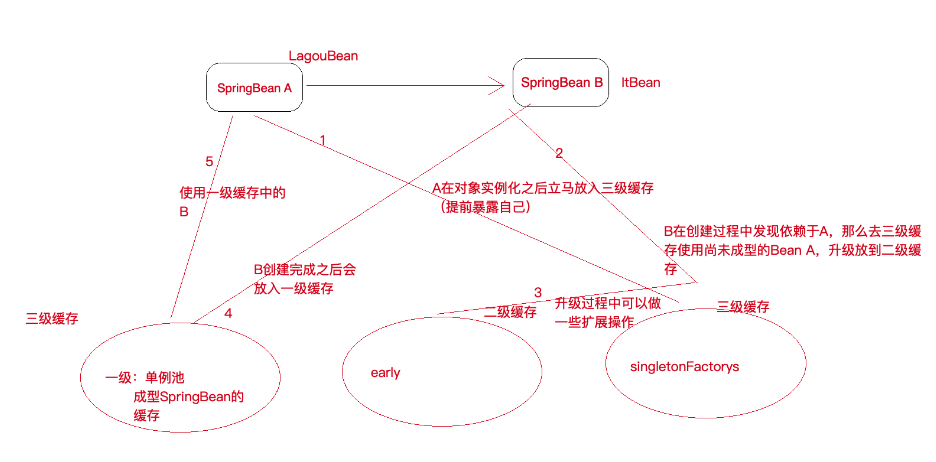 LagouBean
SpringBean A
SpringBean B
ItBean
1
2
5
使用一级缓存中的
B
A在对象实例化之后立马放入三级缓存
（提前暴露自己）
B在创建过程中发现依赖于A，那么去三级缓
存使用尚未成型的Bean A，升级放到二级缓
存
B创建完成之后会
放入一级缓存
3
升级过程中可以做
一些扩展操作
4
二级缓存
三级缓存
三级缓存
一级：单例池
成型SpringBean的
缓存
early
singletonFactorys